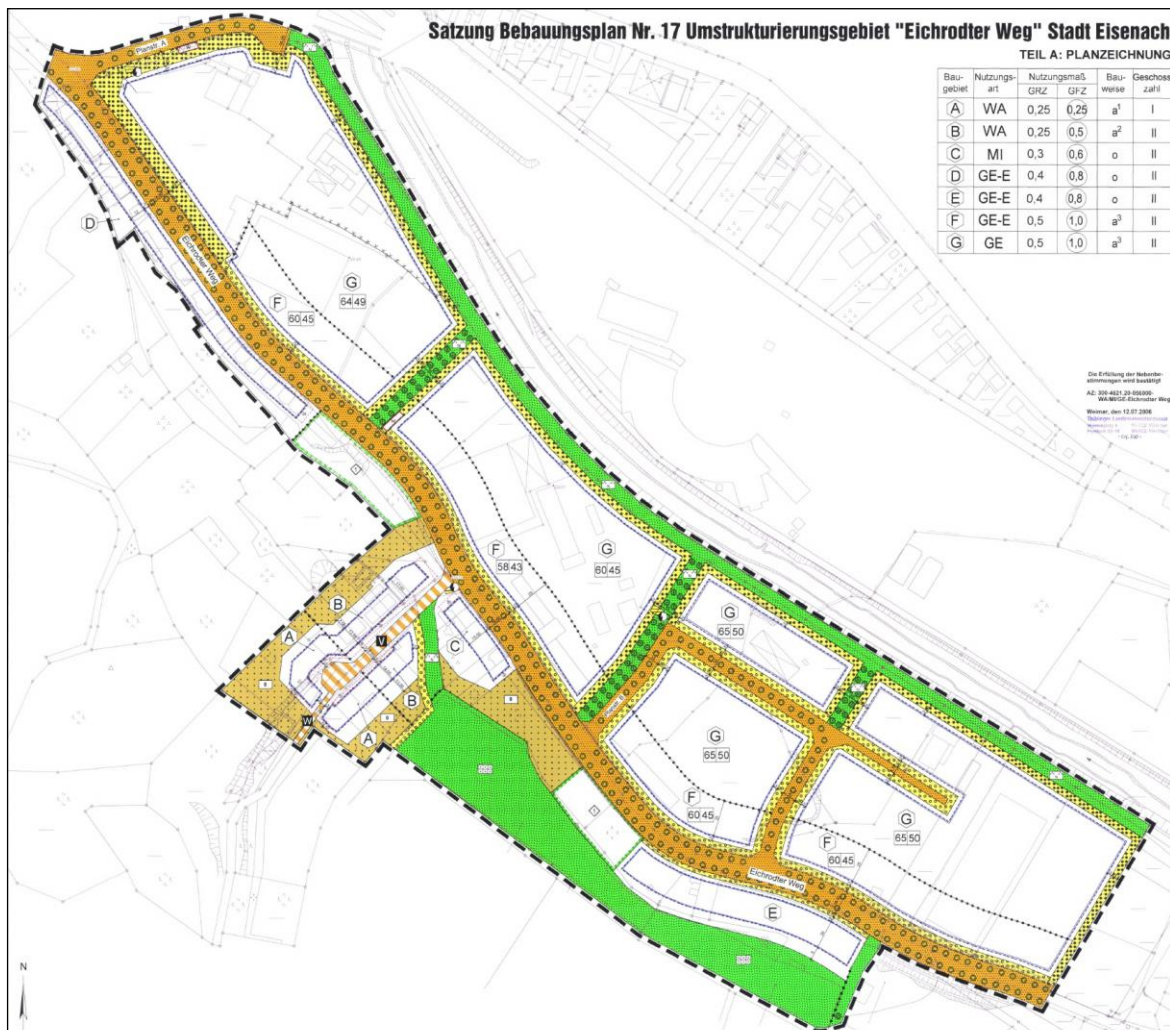 Satzung Bebauungsplan Nr. 17 Umstrukturierungsgebiet "Eichrodter Weg" Stadt Eisenach
TEIL A: PLANZEICHNUNG
Bau-gebiet Nutzungs-art Nutzungsmaß GRZ GFZ Bau-weise Geschoss zahl
A WA 0,25 0,25 a¹ I
B WA 0,25 0,5 a² II
C MI 0,3 0,6 o II
D GE-E 0,4 0,8 o II
E GE-E 0,4 0,8 o II
F GE-E 0,5 1,0 a³ II
G GE 0,5 1,0 a³ II
Planstr. A
D
Eichrodter Weg
G
64 49
F
60 45
Die Erfüllung der Nebenbe-
stimmungen wird bestätigt
Weimar, den 12.07.2006
F
58 43
G
60 45
B
A
V
C
B
W
A
G
65 50
G
65 50
F
60 45
G
65 50
F
60 45
Eichrodter Weg
E
N